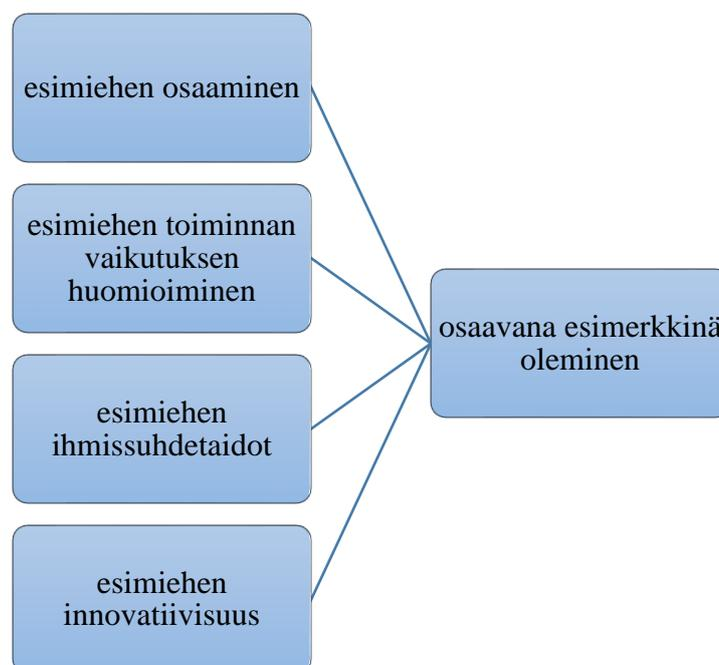 esimiehen osaaminen
esimiehen toiminnan
vaikutuksen
huomioiminen
esimiehen
ihmissuhdetaidot
esimiehen
innovatiivisuus
osaavana esimerkkinä
oleminen